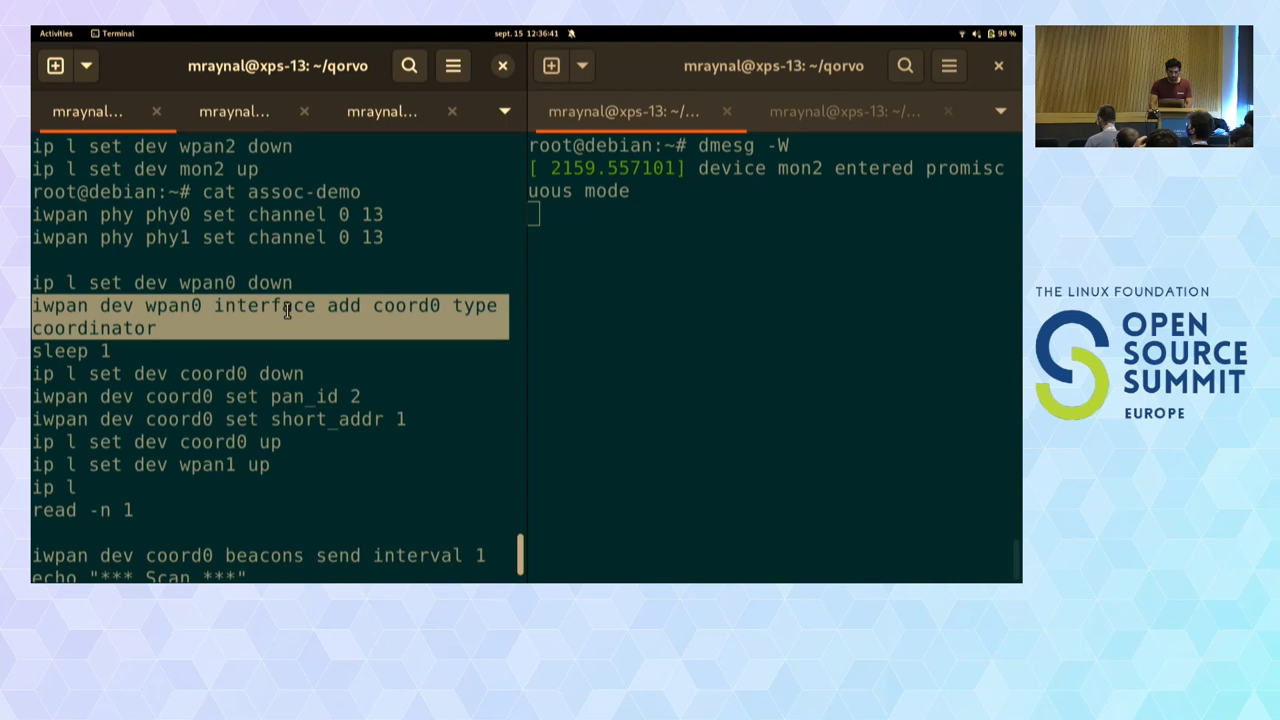 Activities
Terminal
sept. 15 12:36:41
98 %
mraynal@xps-13: ~/qorvo
mraynal@xps-13: ~/qorvo
mraynal...
mraynal...
mraynal...
mraynal@xps-13: ~/...
mraynal@xps-13: ~/...
ip l set dev wpan2 down
ip l set dev mon2 up
root@debian:~# cat assoc-demo
iwpan phy phy0 set channel 0 13
iwpan phy phy1 set channel 0 13
ip l set dev wpan0 down
iwpan dev wpan0 interface add coord0 type
coordinator
sleep 1
ip l set dev coord0 down
iwpan dev coord0 set pan_id 2
iwpan dev coord0 set short_addr 1
ip l set dev coord0 up
ip l set dev wpan1 up
ip l
read -n 1
iwpan dev coord0 beacons send interval 1
echo "*** Scan ***"
root@debian:~# dmesg -W
[ 2159.557101] device mon2 entered promisc
uous mode
THE LINUX FOUNDATION
OPEN
SOURCE
SUMMIT
EUROPE